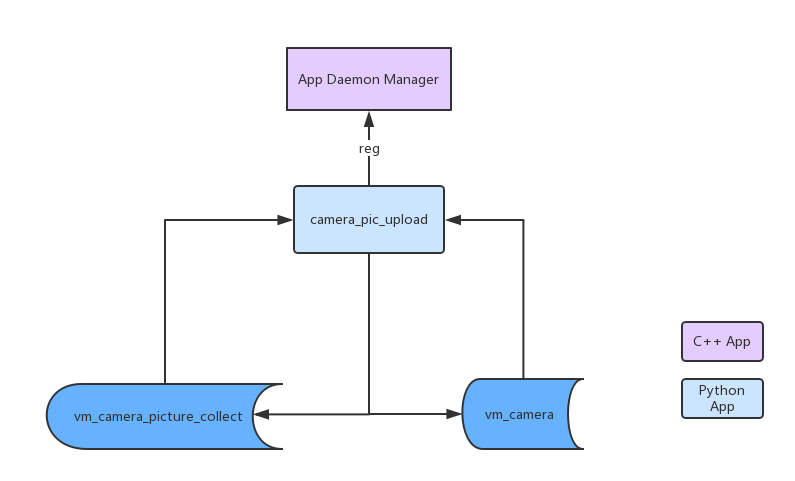 App Daemon Manager
reg
camera_pic_upload
vm_camera_picture_collect
vm_camera
C++ App
Python
App